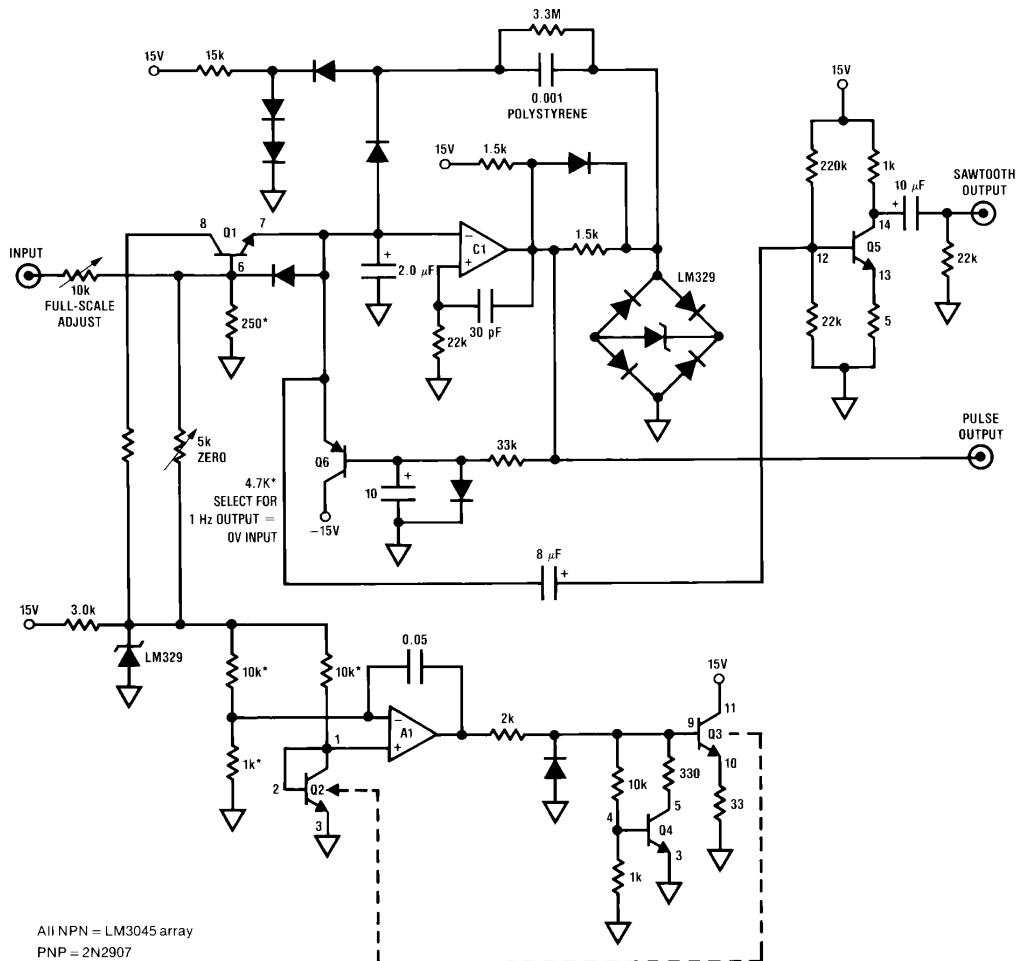 3.3M
15V
15k
0.001
POLYSTYRENE
15V
15V
1.5k
220k
1k
10 µF
+
SAWTOOTH
OUTPUT
8
Q1
7
−
C1
+
1.5k
14
Q5
12
13
INPUT
6
+
2.0 µF
LM329
22k
10k
FULL-SCALE
ADJUST
250*
30 pF
22k
22k
5
5k
ZERO
Q6
33k
PULSE
OUTPUT
4.7K*
SELECT FOR
1 Hz OUTPUT =
0V INPUT
10
+
−15V
8 µF
+
15V
3.0k
LM329
0.05
10k*
10k*
15V
−
A1
+
2k
9
11
Q3
1
10
1k*
2
Q2
10k
330
33
3
4
5
Q4
3
1k
All NPN = LM3045 array
PNP = 2N2907